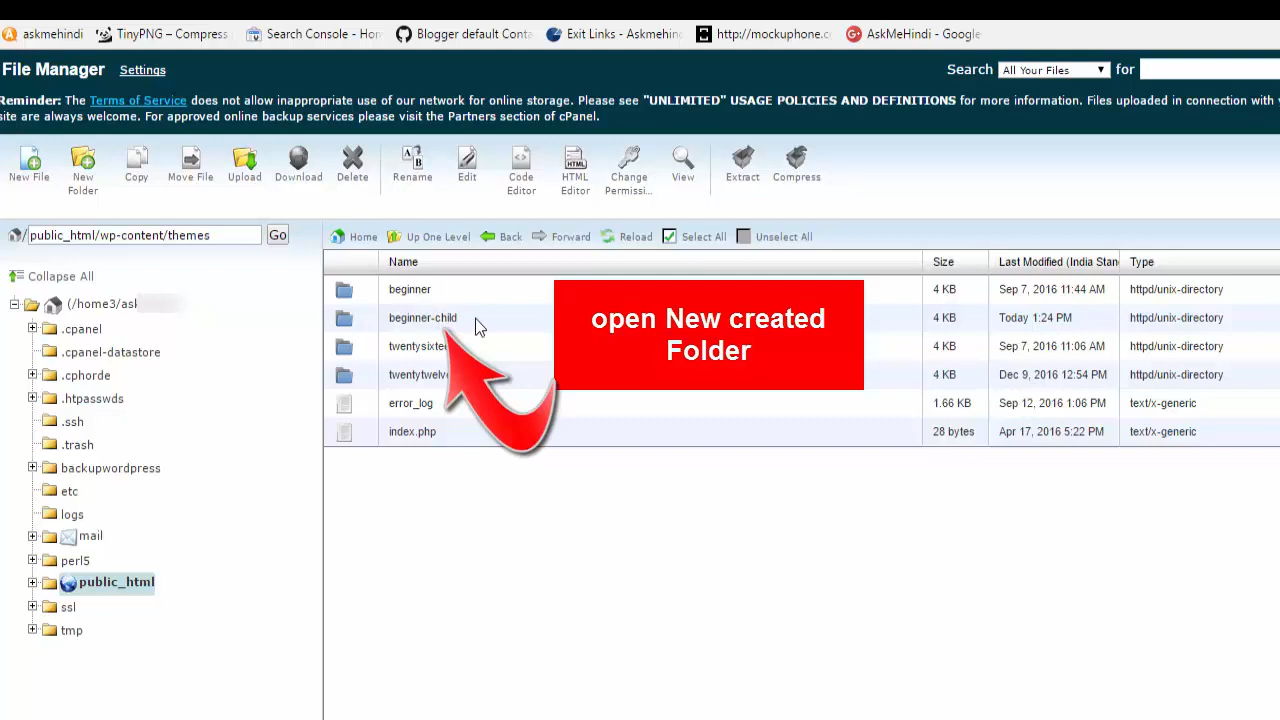 askmehindi TinyPNG – Compress Search Console - Hor Blogger default Conta Exit Links - Askmehin http://mockuphone.c AskMeHindi - Google
File Manager Settings Search All Your Files for
Reminder: The Terms of Service does not allow inappropriate use of our network for online storage. Please see "UNLIMITED" USAGE POLICIES AND DEFINITIONS for more information. Files uploaded in connection with
site are always welcome. For approved online backup services please visit the Partners section of cPanel.
New File New Folder Copy Move File Upload Download Delete Rename Edit Code Editor HTML Editor Change Permissi... View Extract Compress
/ public_html/wp-content/themes Go Home Up One Level Back Forward Reload Select All Unselect All
Collapse All
(/home3/ask
.cpanel
.cpanel-datastore
.cphorde
.htpasswds
.ssh
.trash
backupwordpress
etc
logs
mail
perl5
public_html
ssl
tmp
Name Size Last Modified (India Stan Type
beginner 4 KB Sep 7, 2016 11:44 AM httpd/unix-directory
beginner-child 4 KB Today 1:24 PM httpd/unix-directory
twentysixtee 4 KB Sep 7, 2016 11:06 AM httpd/unix-directory
twentytwelv 4 KB Dec 9, 2016 12:54 PM httpd/unix-directory
error_log 1.66 KB Sep 12, 2016 1:06 PM text/x-generic
index.php 28 bytes Apr 17, 2016 5:22 PM text/x-generic
open New created
Folder